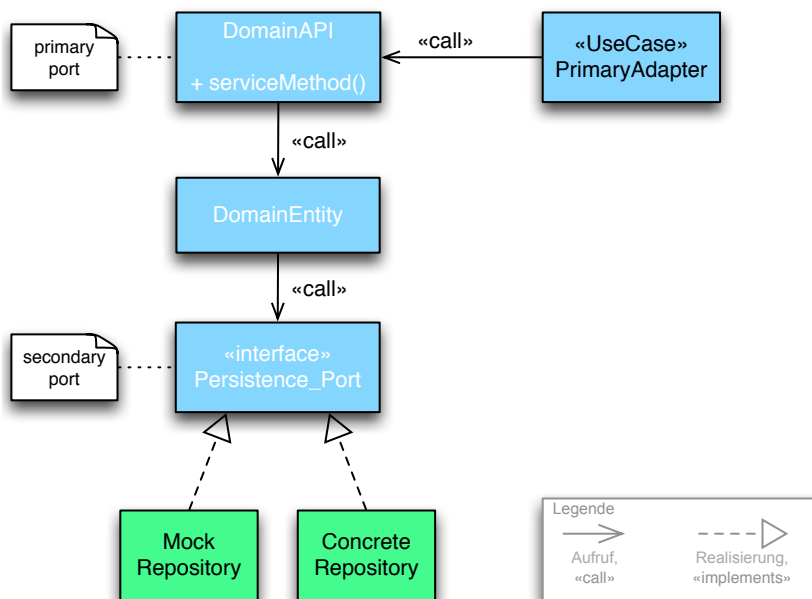 primary
port
DomainAPI
+ serviceMethod()
«call»
«UseCase»
PrimaryAdapter
«call»
DomainEntity
«call»
secondary
port
«interface»
Persistence_Port
Mock
Repository
Concrete
Repository
Legende
Aufruf,
«call»
Realisierung,
«implements»